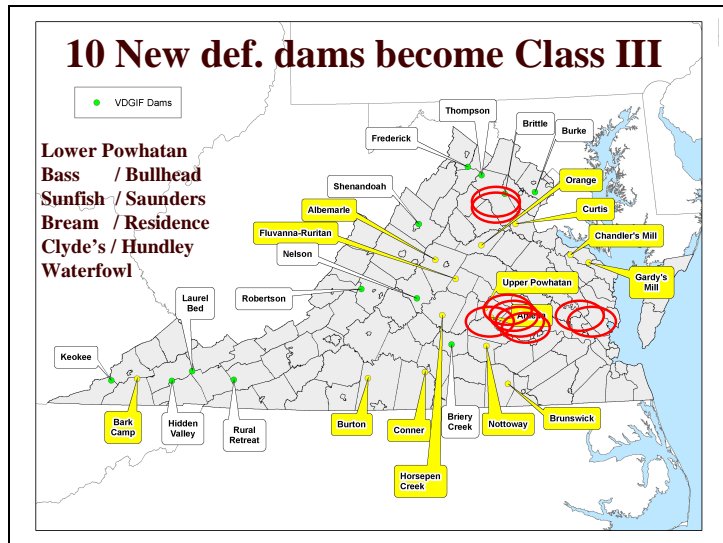 10 New def. dams become Class III
VDGIF Dams
Thompson
Brittle
Burke
Frederick
Lower Powhatan
Bass / Bullhead
Sunfish / Saunders
Bream / Residence
Clyde's / Hundley
Waterfowl
Orange
Shenandoah
Albemarle
Curtis
Fluvanna-Ruritan
Chandler's Mill
Nelson
Gardy's
Mill
Upper Powhatan
Robertson
Laurel
Bed
Keokee
Bark
Camp
Hidden
Valley
Rural
Retreat
Burton
Conner
Briery
Creek
Nottoway
Brunswick
Horsepen
Creek